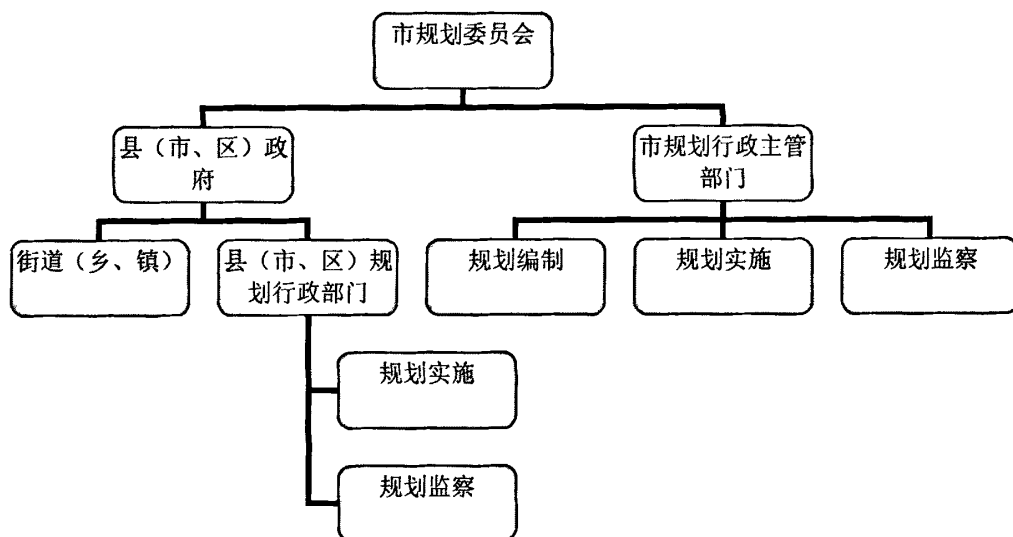 市规划委员会
县（市、区）政
府
市规划行政主管
部门
街道（乡、镇）
县（市、区）规
划行政部门
规划编制
规划实施
规划监察
规划实施
规划监察